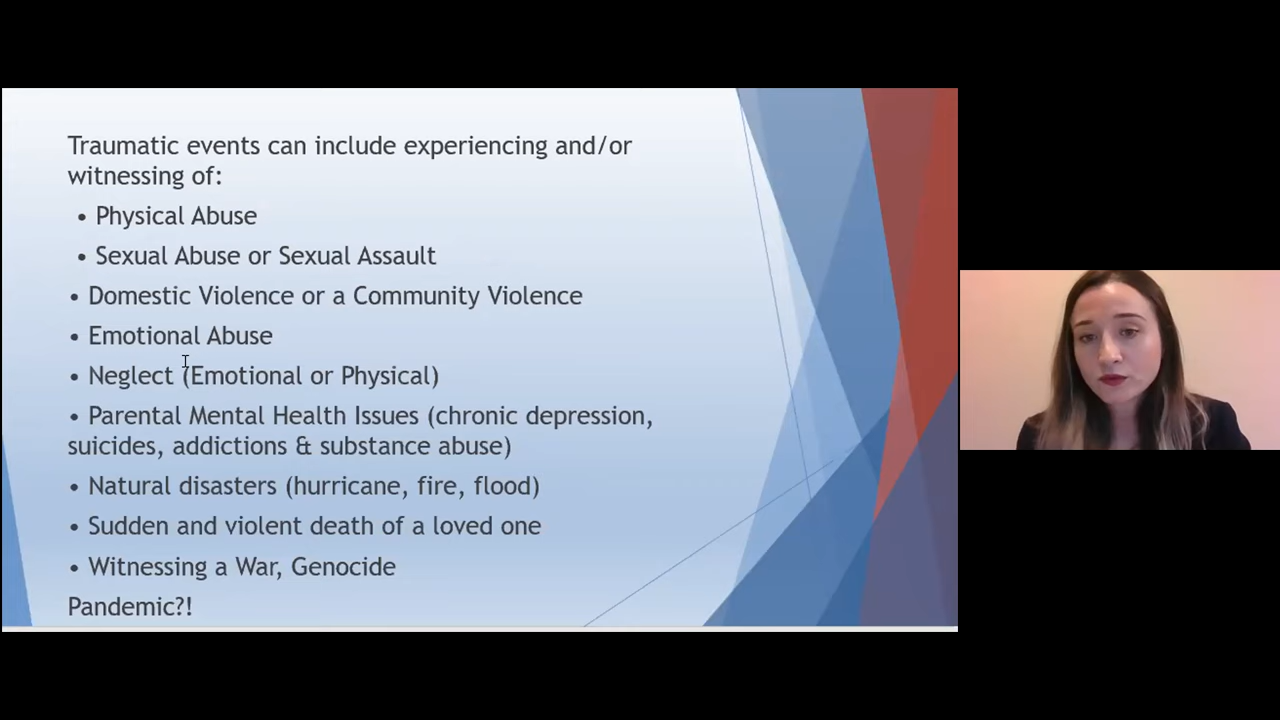 Traumatic events can include experiencing and/or
witnessing of:
• Physical Abuse
• Sexual Abuse or Sexual Assault
• Domestic Violence or a Community Violence
• Emotional Abuse
• Neglect (Emotional or Physical)
• Parental Mental Health Issues (chronic depression,
suicides, addictions & substance abuse)
• Natural disasters (hurricane, fire, flood)
• Sudden and violent death of a loved one
• Witnessing a War, Genocide
Pandemic?!